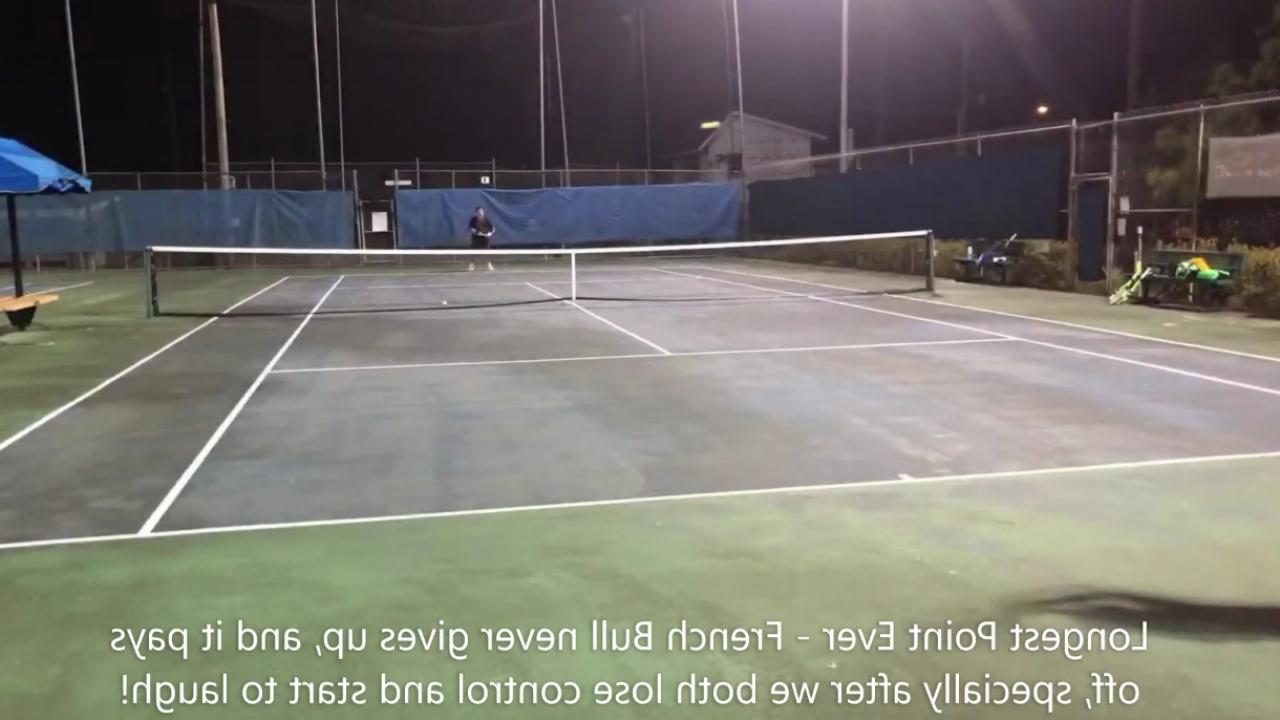 Longest Point Ever - French Bull never gives up, and it pays
off, specially after we both lose control and start to laugh!